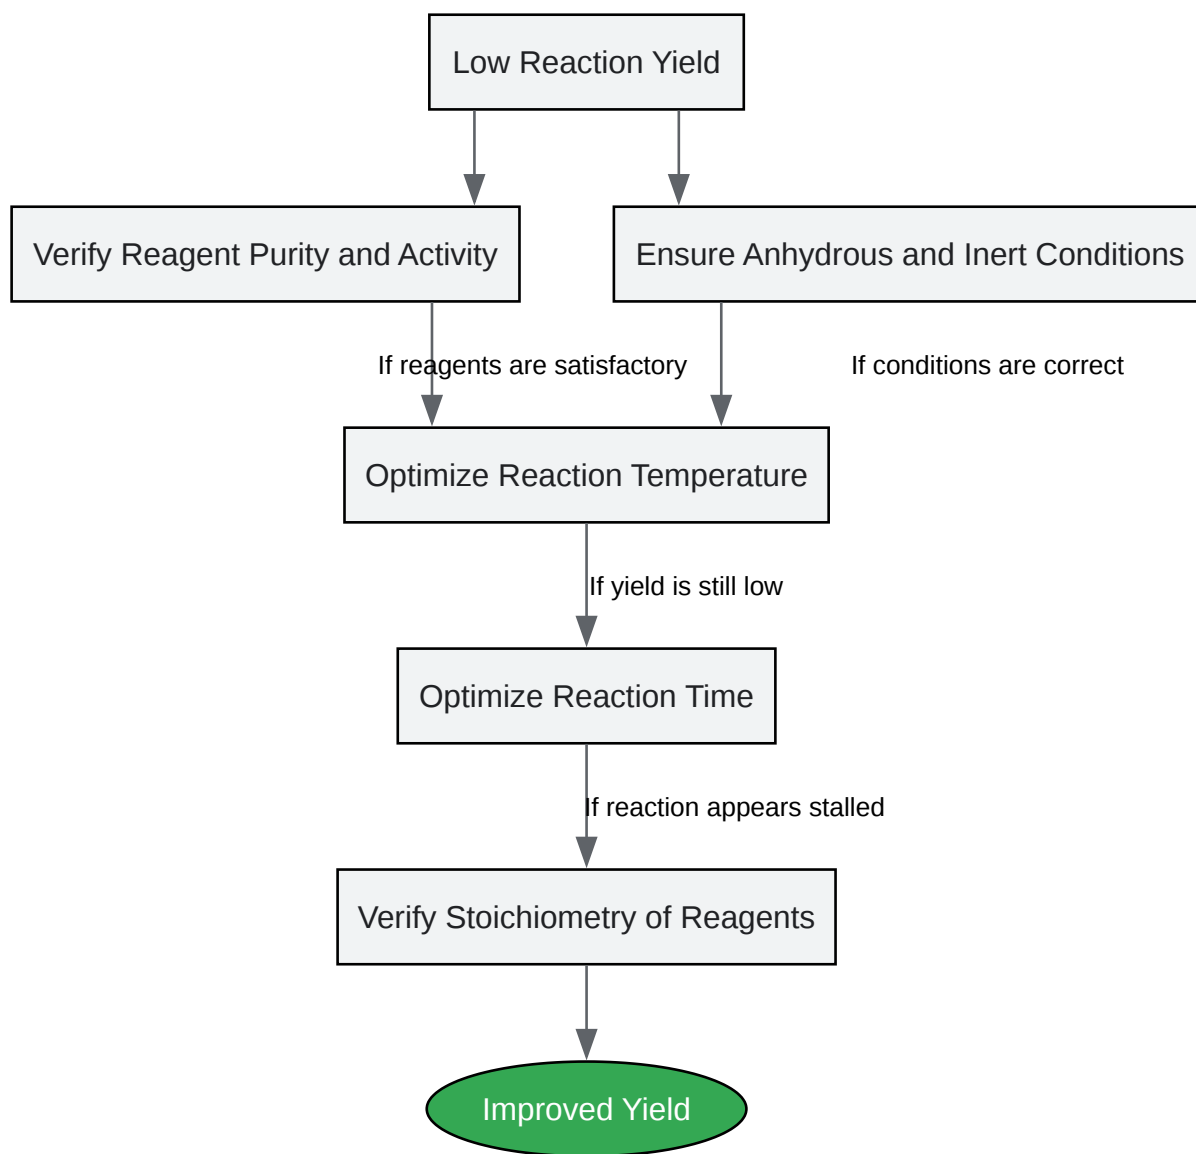 Low Reaction Yield
Verify Reagent Purity and Activity
Ensure Anhydrous and Inert Conditions
If reagents are satisfactory
If conditions are correct
Optimize Reaction Temperature
If yield is still low
Optimize Reaction Time
If reaction appears stalled
Verify Stoichiometry of Reagents
Improved Yield